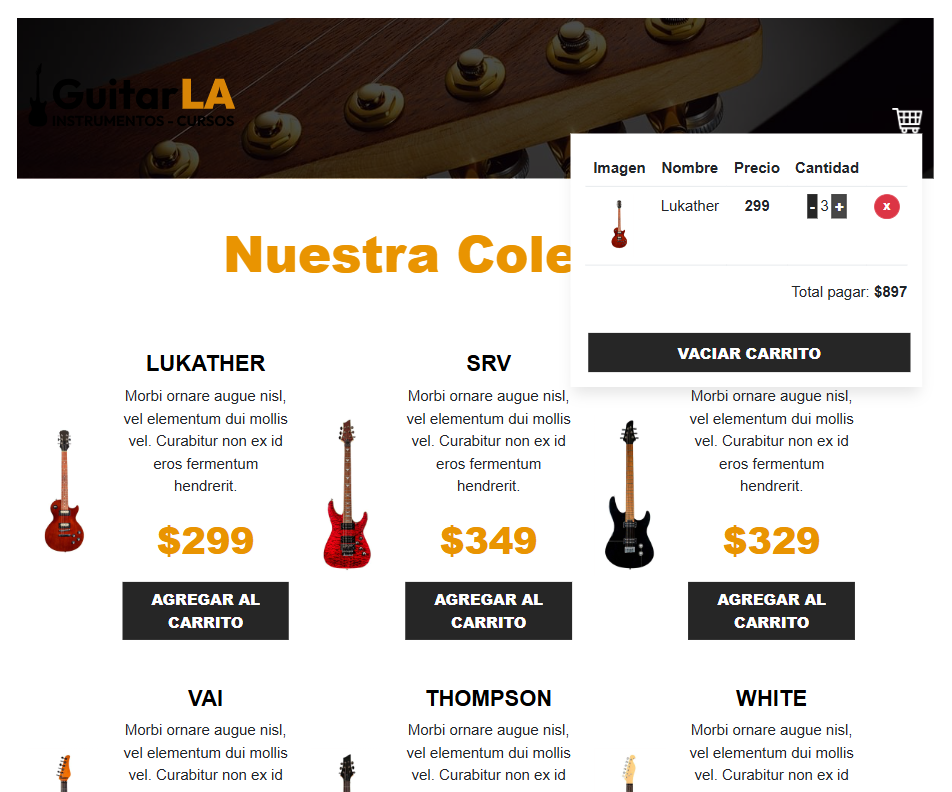 GuitarLA
INSTRUMENTOS - CURSOS
Imagen Nombre Precio Cantidad
Lukather 299 - 3 + x
Total pagar: $897
VACIAR CARRITO
Nuestra Cole
LUKATHER
Morbi ornare augue nisl,
vel elementum dui mollis
vel. Curabitur non ex id
eros fermentum
hendrerit.
$299
AGREGAR AL
CARRITO
SRV
Morbi ornare augue nisl,
vel elementum dui mollis
vel. Curabitur non ex id
eros fermentum
hendrerit.
$349
AGREGAR AL
CARRITO
Morbi ornare augue nisl,
vel elementum dui mollis
vel. Curabitur non ex id
eros fermentum
hendrerit.
$329
AGREGAR AL
CARRITO
VAI
Morbi ornare augue nisl,
vel elementum dui mollis
vel. Curabitur non ex id
THOMPSON
Morbi ornare augue nisl,
vel elementum dui mollis
vel. Curabitur non ex id
WHITE
Morbi ornare augue nisl,
vel elementum dui mollis
vel. Curabitur non ex id